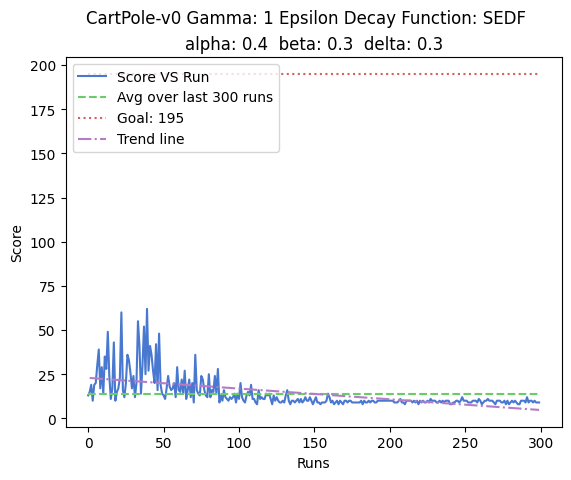 CartPole-v0 Gamma: 1 Epsilon Decay Function: SEDF
alpha: 0.4  beta: 0.3  delta: 0.3
Score VS Run
Avg over last 300 runs
Goal: 195
Trend line
Score
200
175
150
125
100
75
50
25
0
0 50 100 150 200 250 300
Runs